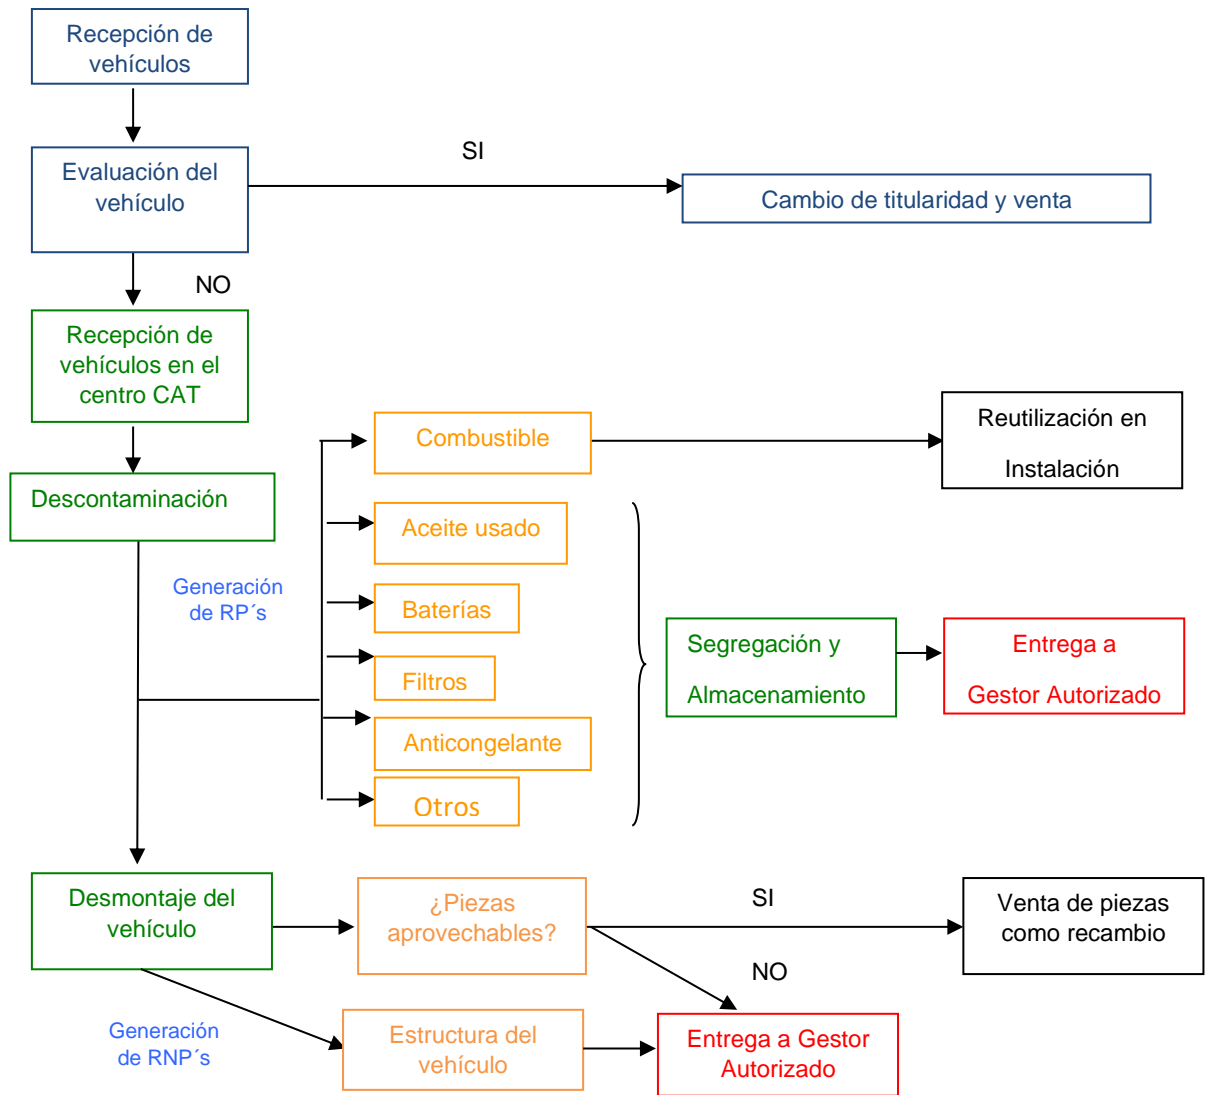 Recepción de
vehículos
Evaluación del
vehículo
SI
Cambio de titularidad y venta
NO
Recepción de
vehículos en el
centro CAT
Descontaminación
Generación
de RP´s
Combustible
Reutilización en
Instalación
Aceite usado
Baterías
Filtros
Anticongelante
Otros
Segregación y
Almacenamiento
Entrega a
Gestor Autorizado
Desmontaje del
vehículo
¿Piezas
aprovechables?
SI
Venta de piezas
como recambio
NO
Generación
de RNP´s
Estructura del
vehículo
Entrega a Gestor
Autorizado